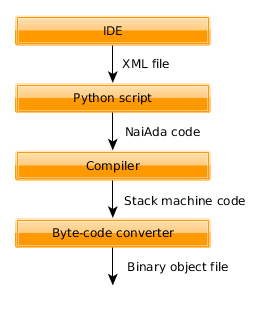 IDE
XML file
Python script
NaiAda code
Compiler
Stack machine code
Byte-code converter
Binary object file